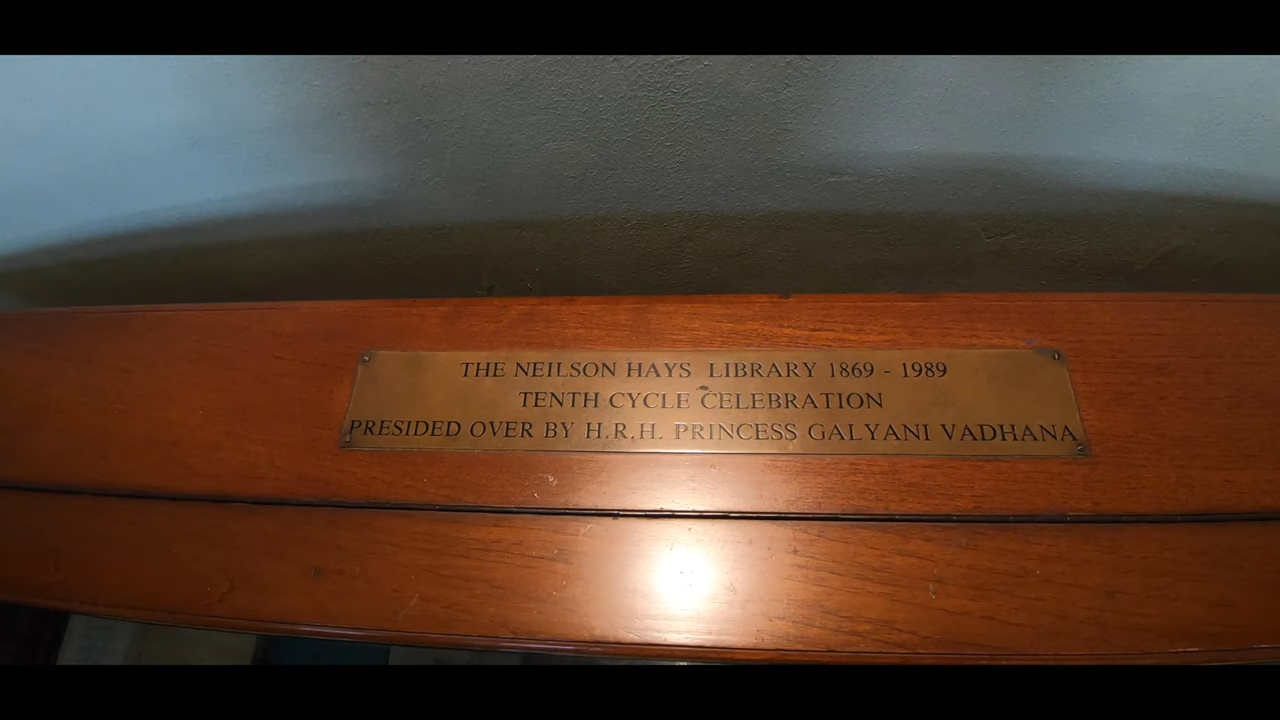 THE NEILSON HAYS LIBRARY 1869 - 1989
TENTH CYCLE CELEBRATION
PRESIDED OVER BY H.R.H. PRINCESS GALYANI VADHANA